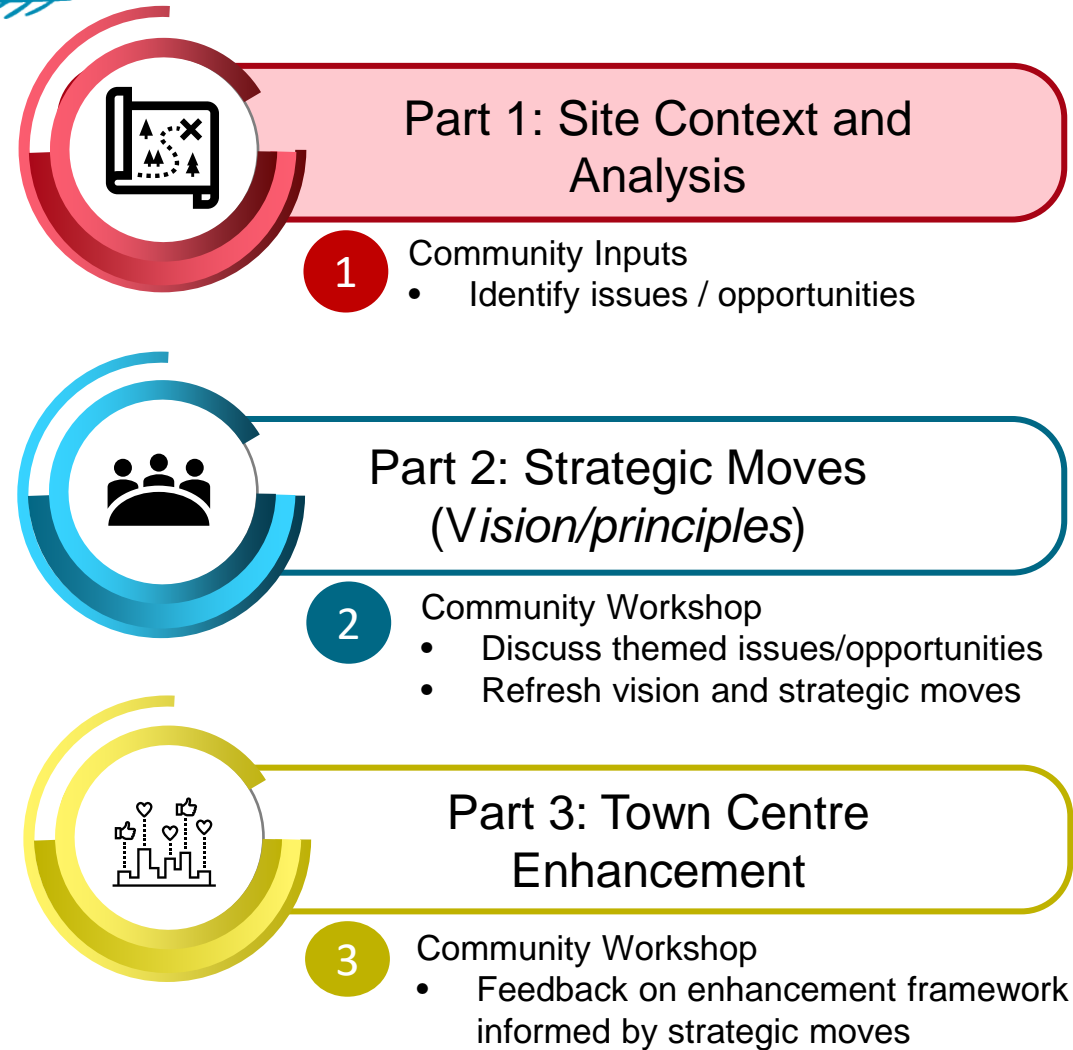 Part 1: Site Context and
Analysis
1
Community Inputs
• Identify issues / opportunities
Part 2: Strategic Moves
(Vision/principles)
2
Community Workshop
• Discuss themed issues/opportunities
• Refresh vision and strategic moves
Part 3: Town Centre
Enhancement
3
Community Workshop
• Feedback on enhancement framework
informed by strategic moves